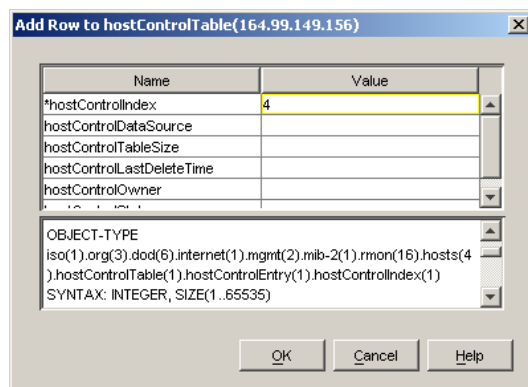 Add Row to hostControlTable(164.99.149.156)
Name Value
*hostControlIndex 4
hostControlDataSource
hostControlTableSize
hostControlLastDeleteTime
hostControlOwner
OBJECT-TYPE
iso(1).org(3).dod(6).internet(1).mgmt(2).mib-2(1).rmon(16).hosts(4
).hostControlTable(1).hostControlEntry(1).hostControlIndex(1)
SYNTAX: INTEGER, SIZE(1..65535)
OK Cancel Help